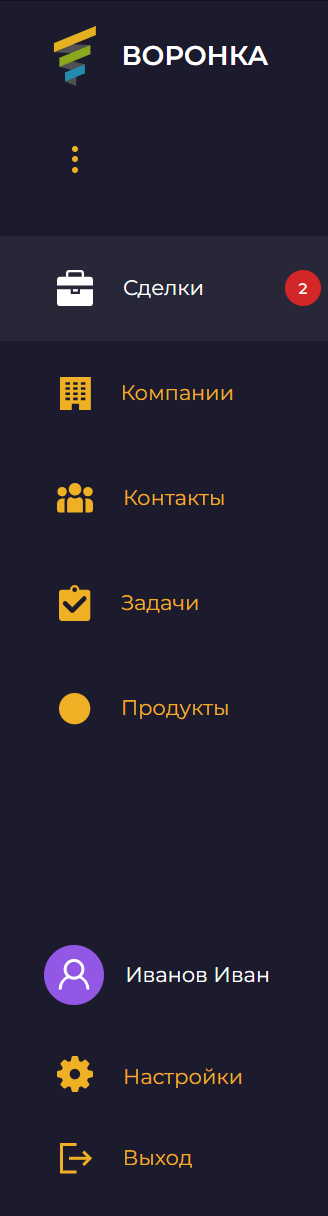 ВОРОНКА
Сделки 2
Компании
Контакты
Задачи
Продукты
Иванов Иван
Настройки
Выход